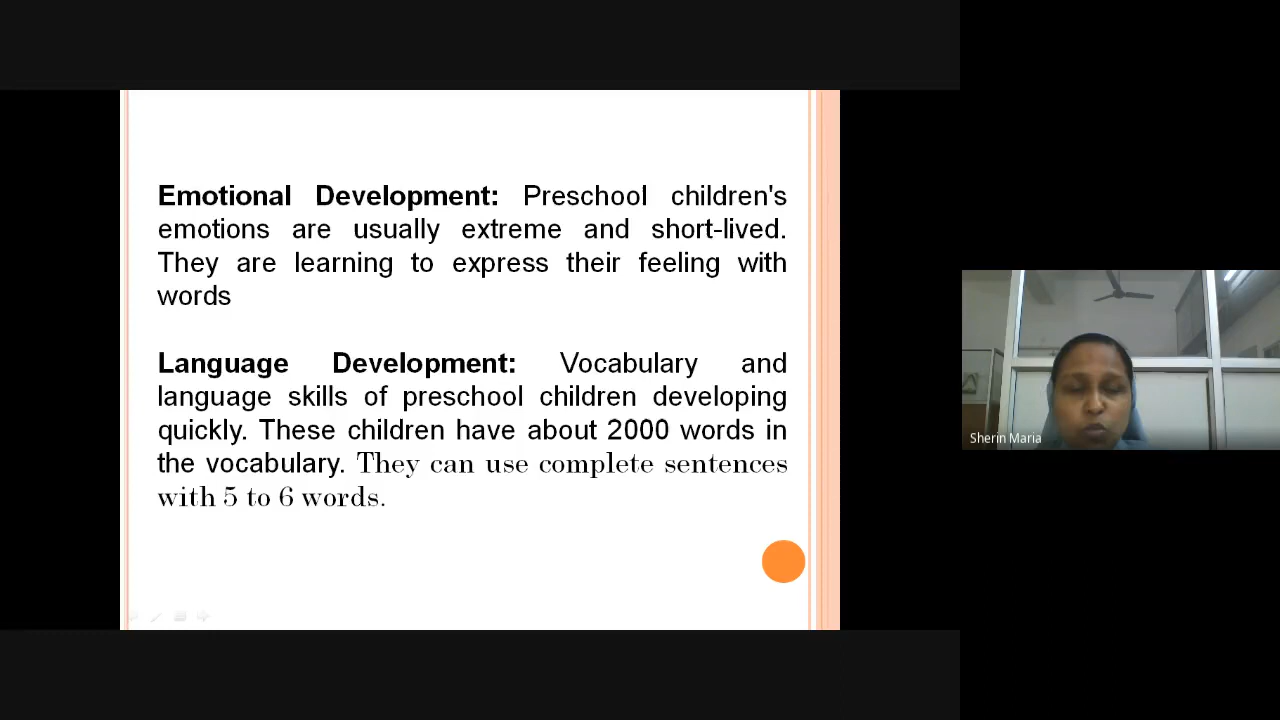 Emotional Development: Preschool children's
emotions are usually extreme and short-lived.
They are learning to express their feeling with
words
Language Development: Vocabulary and
language skills of preschool children developing
quickly. These children have about 2000 words in
the vocabulary. They can use complete sentences
with 5 to 6 words.
Sherin Maria